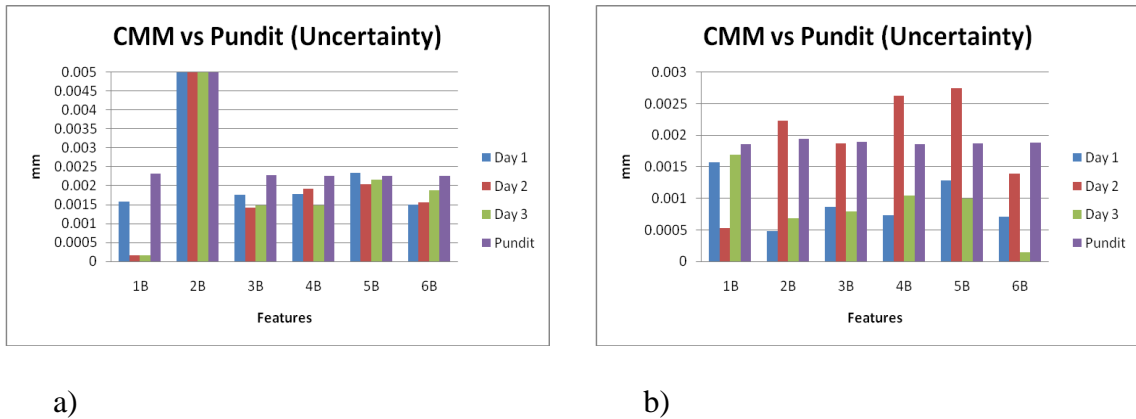 CMM vs Pundit (Uncertainty)
0.005
0.0045
0.004
0.0035
0.003
0.0025
0.002
0.0015
0.001
0.0005
0
mm
1B 2B 3B 4B 5B 6B
Features
Day 1
Day 2
Day 3
Pundit
a)
CMM vs Pundit (Uncertainty)
0.003
0.0025
0.002
0.0015
0.001
0.0005
0
mm
1B 2B 3B 4B 5B 6B
Features
Day 1
Day 2
Day 3
Pundit
b)